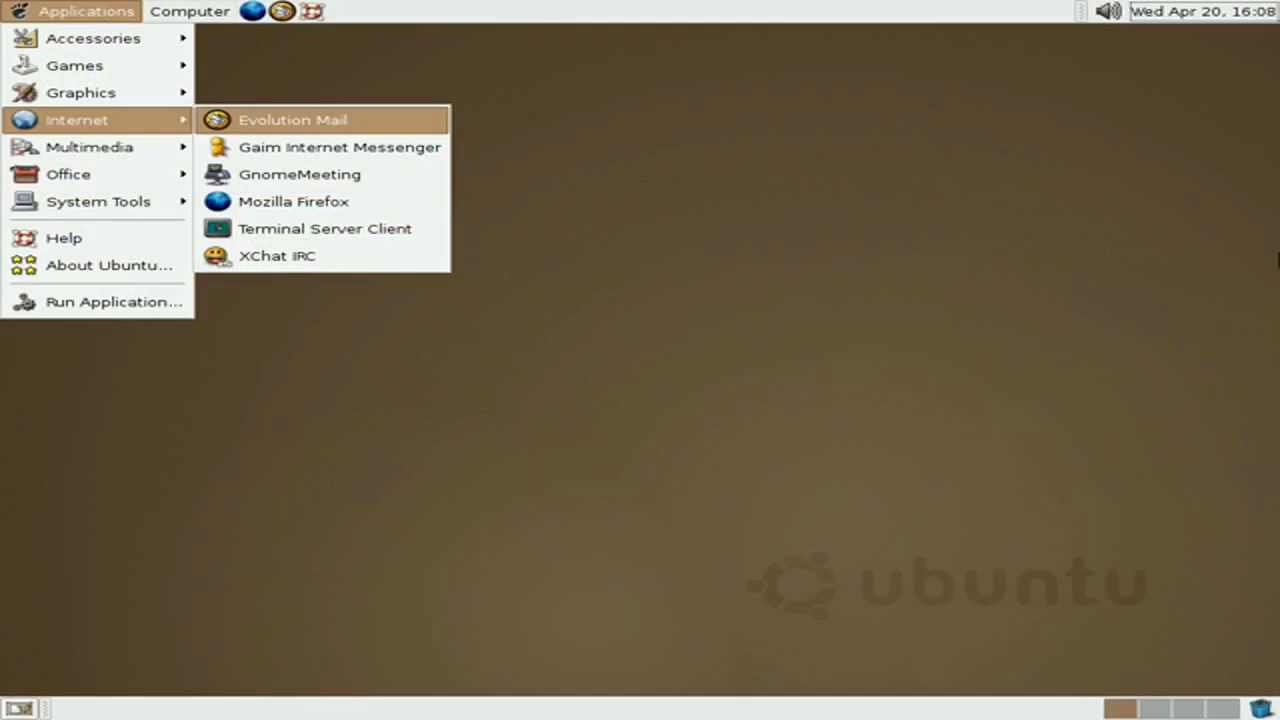 Applications Computer Wed Apr 20, 16:08
Accessories
Games
Graphics
Internet
Multimedia
Office
System Tools
Help
About Ubuntu...
Run Application...
Evolution Mail
Gaim Internet Messenger
GnomeMeeting
Mozilla Firefox
Terminal Server Client
XChat IRC
ubuntu